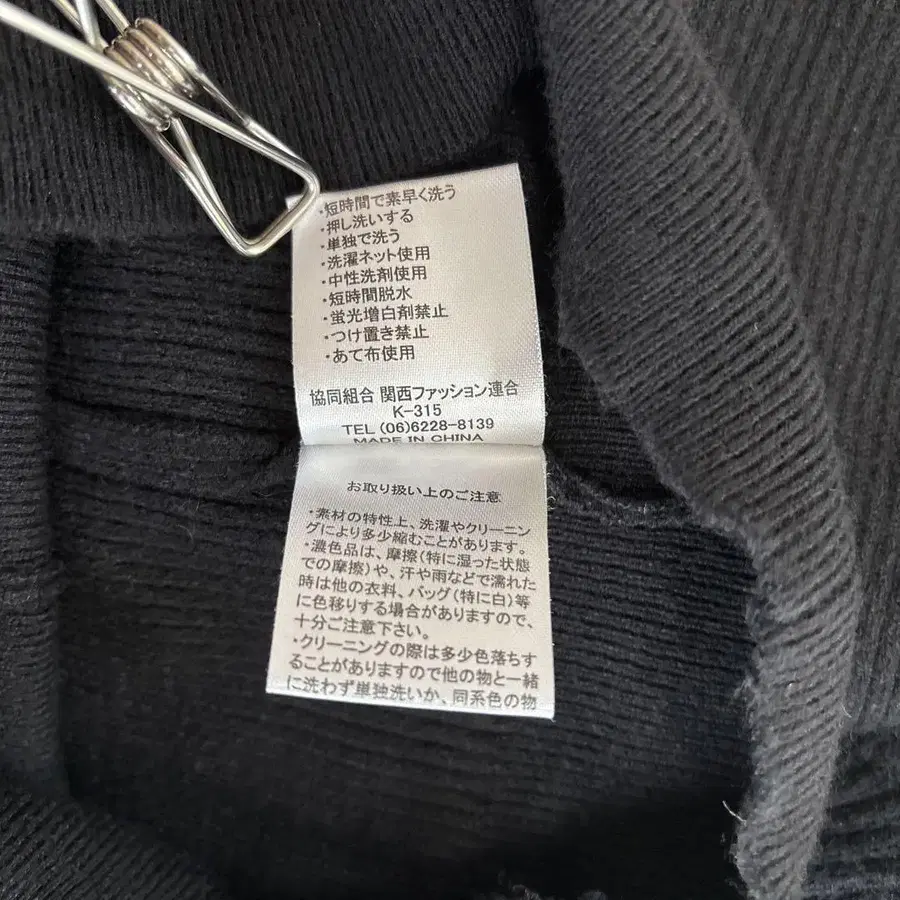 ・短時間で素早く洗う
・押し洗いする
・単独で洗う
・洗濯ネット使用
・中性洗剤使用
・短時間脱水
・蛍光増白剤禁止
・つけ置き禁止
・あて布使用
協同組合 関西ファッション連合
K-315
TEL (06)6228-8139
MADE IN CHINA
お取り扱い上のご注意
・素材の特性上、洗濯やクリーニン
グにより多少縮むことがあります。
・濃色品は、摩擦(特に湿った状態
での摩擦)や、汗や雨などで濡れた
時は他の衣料、バッグ(特に白)等
に色移りする場合がありますので、
十分ご注意下さい。
・クリーニングの際は多少色落ちす
ることがありますので他の物と一緒
に洗わず単独洗いか、同系色の物